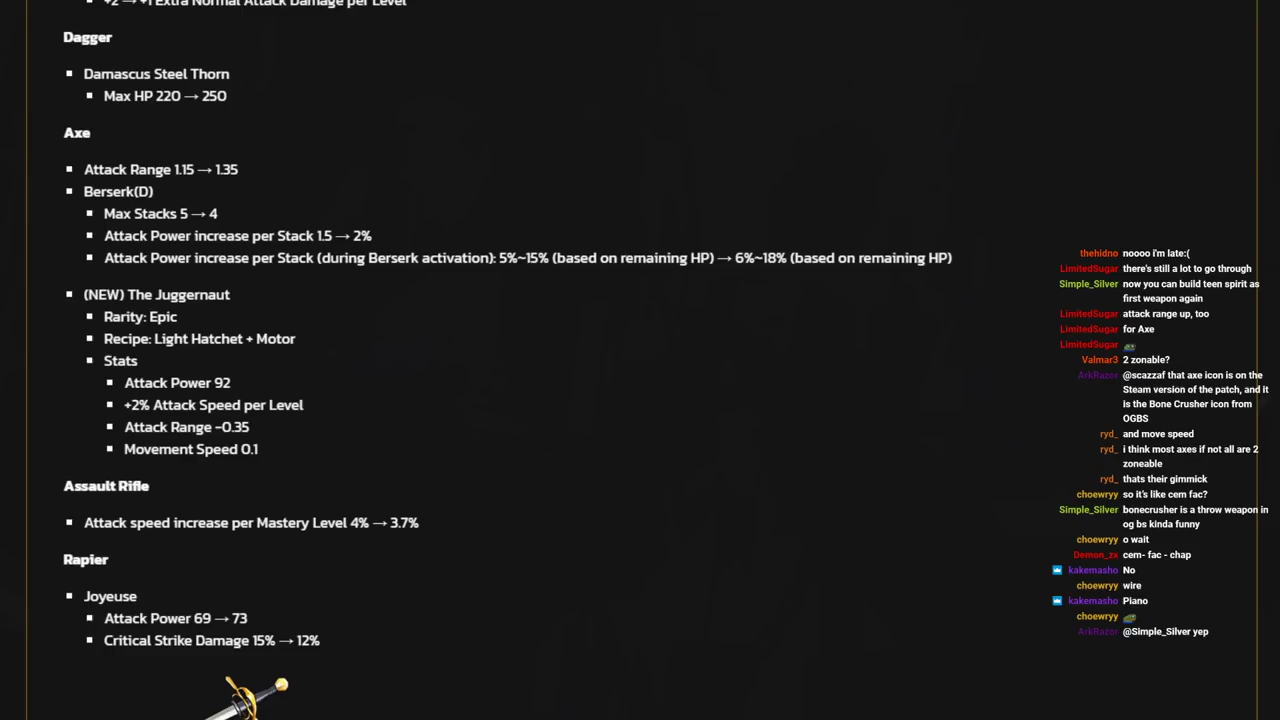 +2 → +1 Extra Normal Attack Damage per Level
Dagger
Damascus Steel Thorn
Max HP 220 → 250
Axe
Attack Range 1.15 → 1.35
Berserk(D)
Max Stacks 5 → 4
Attack Power increase per Stack 1.5 → 2%
Attack Power increase per Stack (during Berserk activation): 5%~15% (based on remaining HP) → 6%~18% (based on remaining HP)
(NEW) The Juggernaut
Rarity: Epic
Recipe: Light Hatchet + Motor
Stats
Attack Power 92
+2% Attack Speed per Level
Attack Range -0.35
Movement Speed 0.1
Assault Rifle
Attack speed increase per Mastery Level 4% → 3.7%
Rapier
Joyeuse
Attack Power 69 → 73
Critical Strike Damage 15% → 12%
thehidno noooo i'm late:(
LimitedSugar there's still a lot to go through
Simple_Silver now you can build teen spirit as
first weapon again
LimitedSugar attack range up, too
LimitedSugar for Axe
LimitedSugar
Valmar3 2 zonable?
ArkRazor @scazzaf that axe icon is on the
Steam version of the patch, and it
is the Bone Crusher icon from
OGBS
ryd_ and move speed
ryd_ i think most axes if not all are 2
zoneable
ryd_ thats their gimmick
choewryy so it's like cem fac?
Simple_Silver bonecrusher is a throw weapon in
og bs kinda funny
choewryy o wait
Demon_zx cem- fac - chap
kakemasho No
choewryy wire
kakemasho Piano
choewryy
ArkRazor @Simple_Silver yep